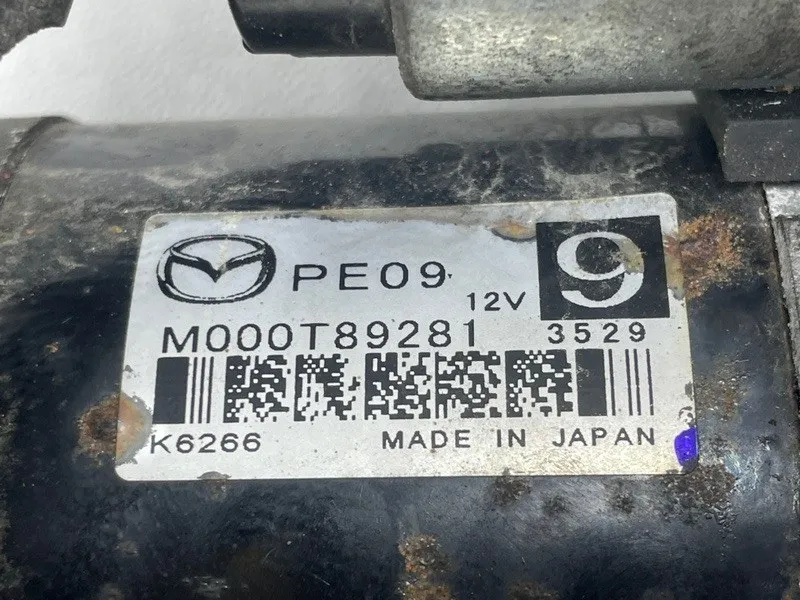 PE09
12V
9
M000T89281
3529
K6266
MADE IN JAPAN